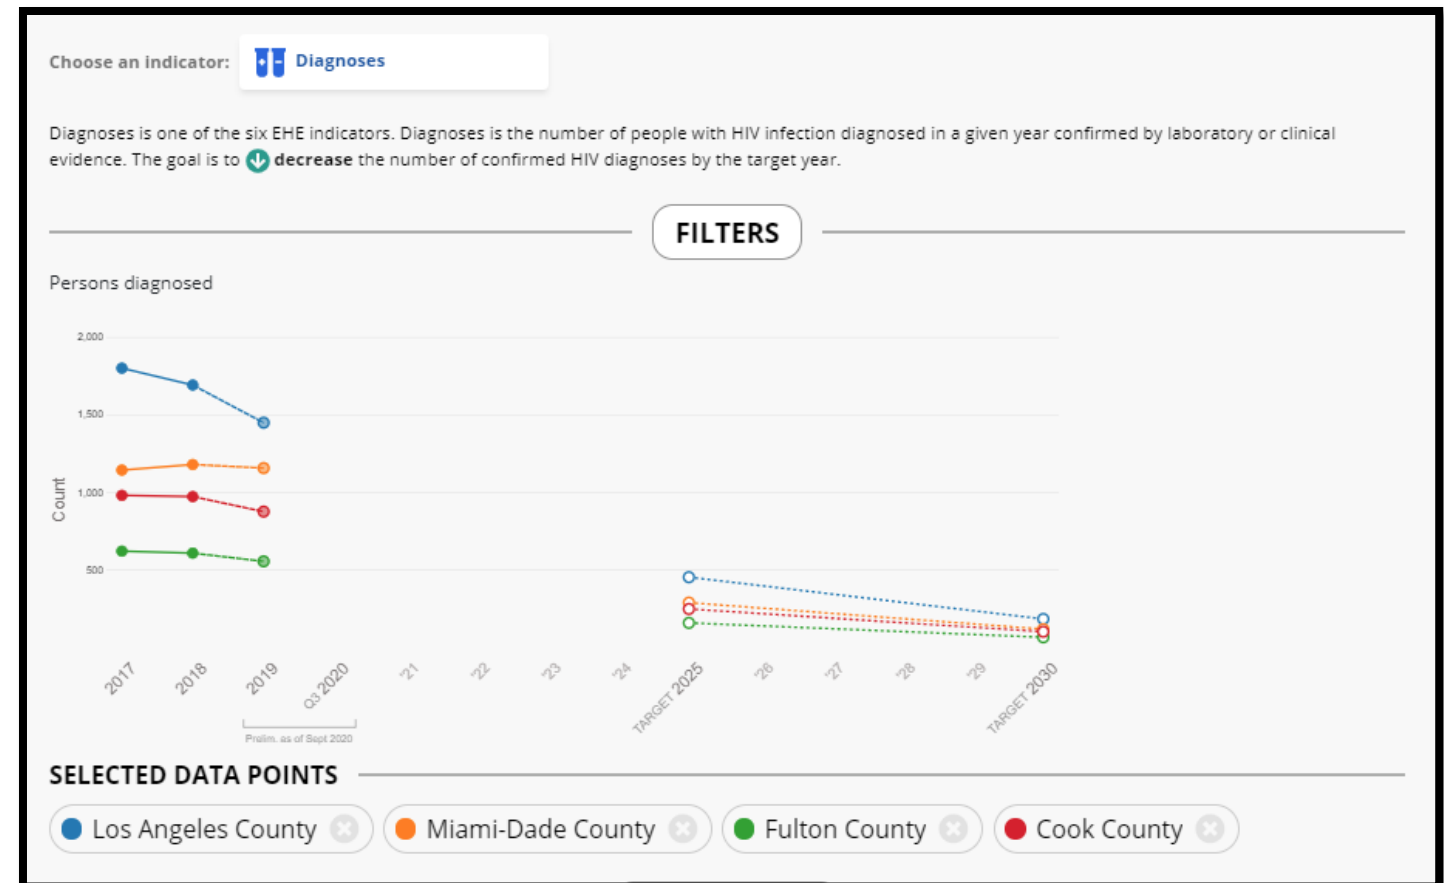 Choose an indicator: Diagnoses
Diagnoses is one of the six EHE indicators. Diagnoses is the number of people with HIV infection diagnosed in a given year confirmed by laboratory or clinical
evidence. The goal is to decrease the number of confirmed HIV diagnoses by the target year.
FILTERS
Persons diagnosed
2,000
1,500
1,000
500
Count
2017 2018 2019 Q3 2020 '21 '22 '23 '24 TARGET 2025 '26 '27 '28 '29 TARGET 2030
Prelim. as of Sept 2020
SELECTED DATA POINTS
Los Angeles County Miami-Dade County Fulton County Cook County